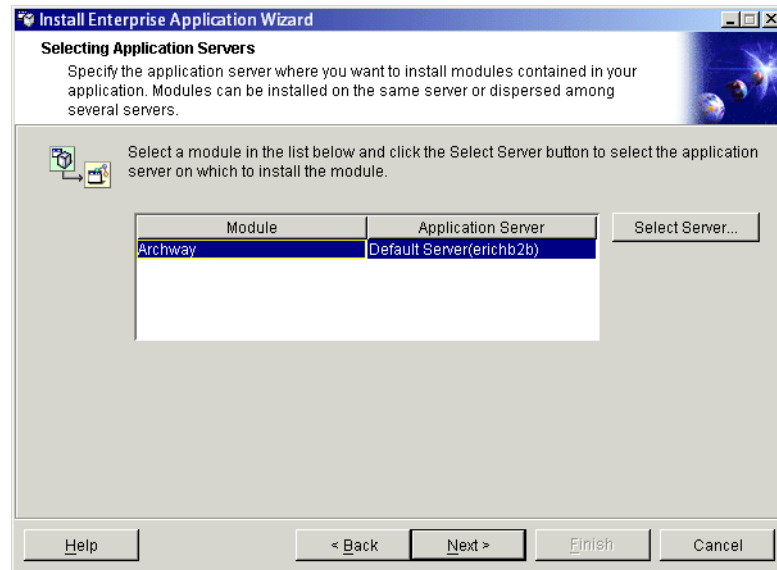 Install Enterprise Application Wizard
Selecting Application Servers
Specify the application server where you want to install modules contained in your
application. Modules can be installed on the same server or dispersed among
several servers.
Select a module in the list below and click the Select Server button to select the application
server on which to install the module.
Module Application Server Select Server...
Archway Default Server(erichb2b)
Help < Back Next > Finish Cancel